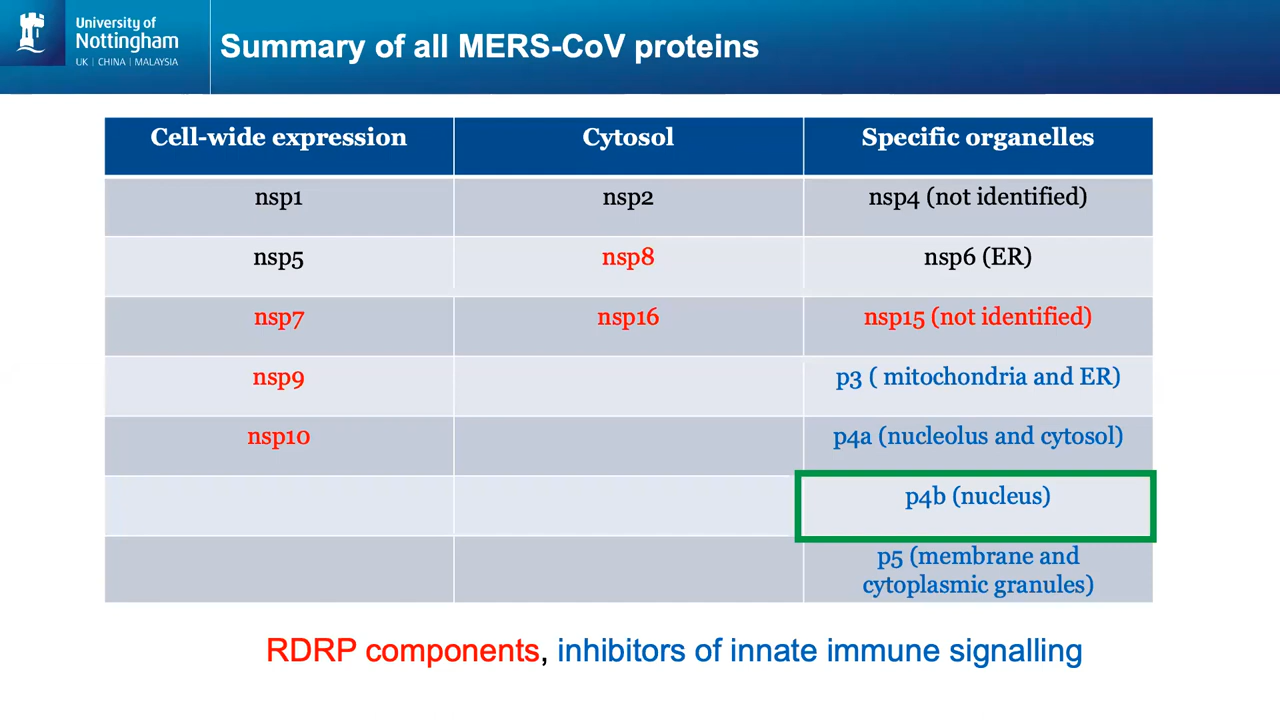 University of
Nottingham
UK | CHINA | MALAYSIA
Summary of all MERS-CoV proteins
Cell-wide expression
Cytosol
Specific organelles
nsp1
nsp2
nsp4 (not identified)
nsp5
nsp8
nsp6 (ER)
nsp7
nsp16
nsp15 (not identified)
nsp9
p3 ( mitochondria and ER)
nsp10
p4a (nucleolus and cytosol)
p4b (nucleus)
p5 (membrane and
cytoplasmic granules)
RDRP components, inhibitors of innate immune signalling